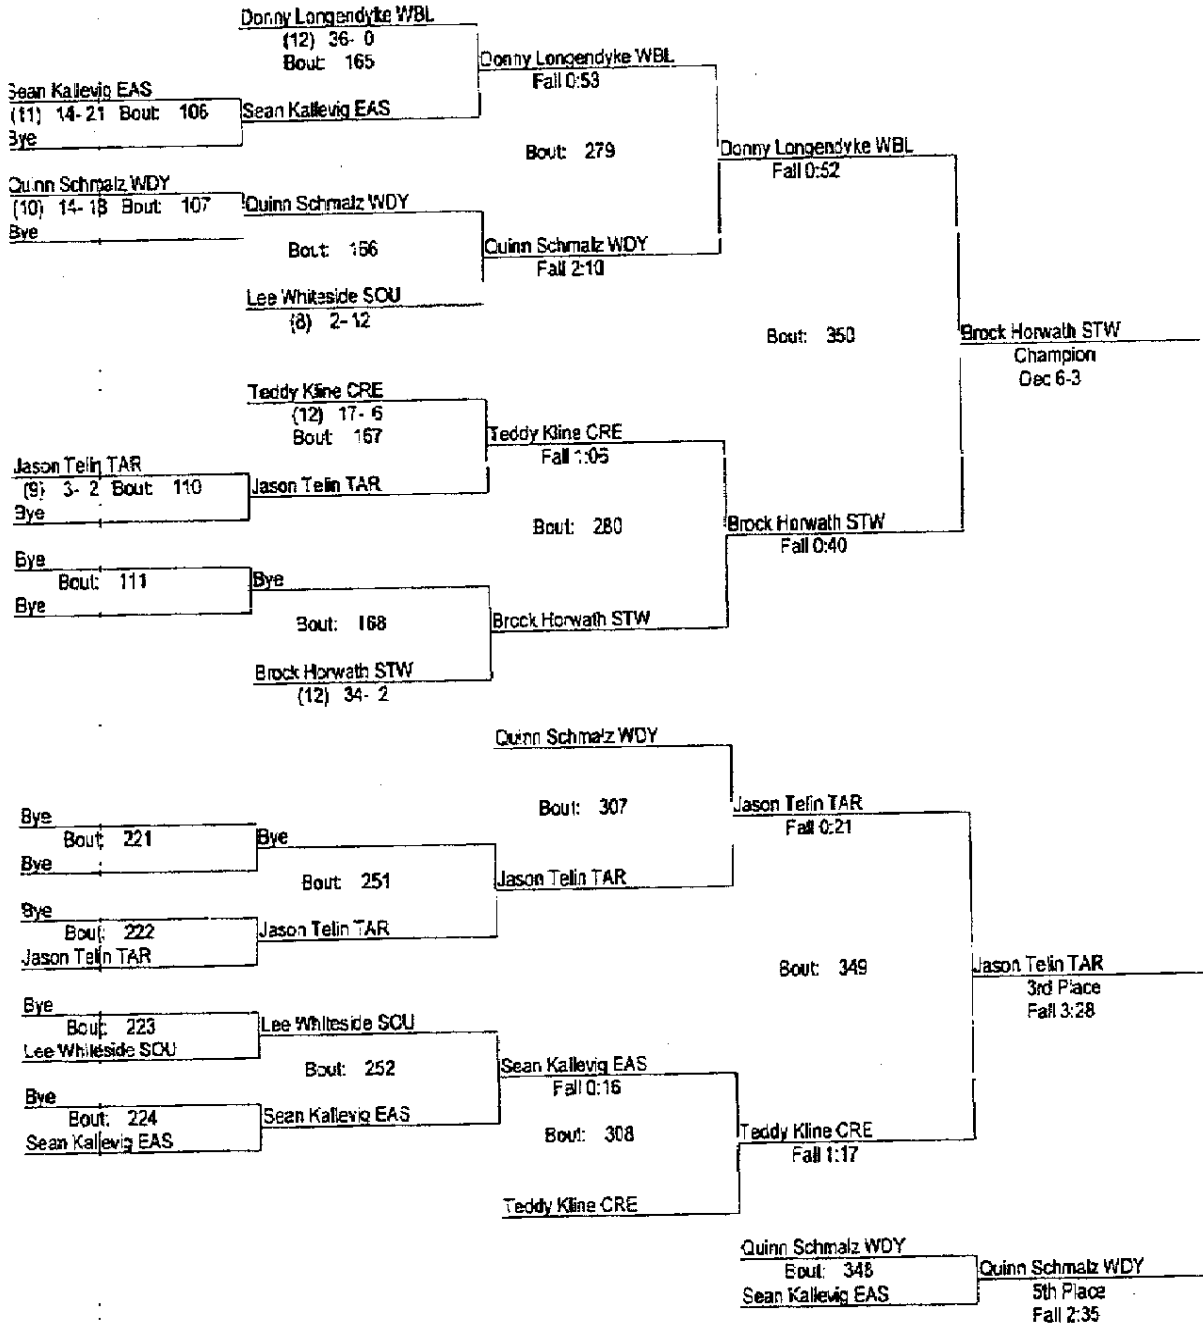 Donny Longendyke WBL
(12) 36- 0
Bout: 165
Donny Longendyke WBL
Fall 0:53
Sean Kallevig EAS
(11) 14- 21 Bout: 106
Bye
Sean Kallevig EAS
Bout: 279
Donny Longendyke WBL
Fall 0:52
Quinn Schmalz WDY
(10) 14- 18 Bout: 107
Bye
Quinn Schmalz WDY
Bout: 166
Quinn Schmalz WDY
Fall 2:10
Lee Whiteside SOU
(8) 2- 12
Bout: 350
Brock Horwath STW
Champion
Dec 6-3
Teddy Kline CRE
(12) 17- 6
Bout: 167
Teddy Kline CRE
Fall 1:06
Jason Telin TAR
(9) 3- 2 Bout: 110
Bye
Jason Telin TAR
Bout: 280
Brock Horwath STW
Fall 0:40
Bye
Bout: 111
Bye
Bye
Bout: 168
Brock Horwath STW
Brock Horwath STW
(12) 34- 2
Quinn Schmalz WDY
Bout: 307
Jason Telin TAR
Fall 0:21
Bye
Bout: 221
Bye
Bye
Bout: 251
Jason Telin TAR
Bye
Bout: 222
Jason Telin TAR
Jason Telin TAR
Bout: 349
Jason Telin TAR
3rd Place
Fall 3:28
Bye
Bout: 223
Lee Whiteside SOU
Lee Whiteside SOU
Bout: 252
Sean Kallevig EAS
Fall 0:16
Bye
Bout: 224
Sean Kallevig EAS
Sean Kallevig EAS
Bout: 308
Teddy Kline CRE
Fall 1:17
Teddy Kline CRE
Quinn Schmalz WDY
Bout: 348
Sean Kallevig EAS
Quinn Schmalz WDY
5th Place
Fall 2:35